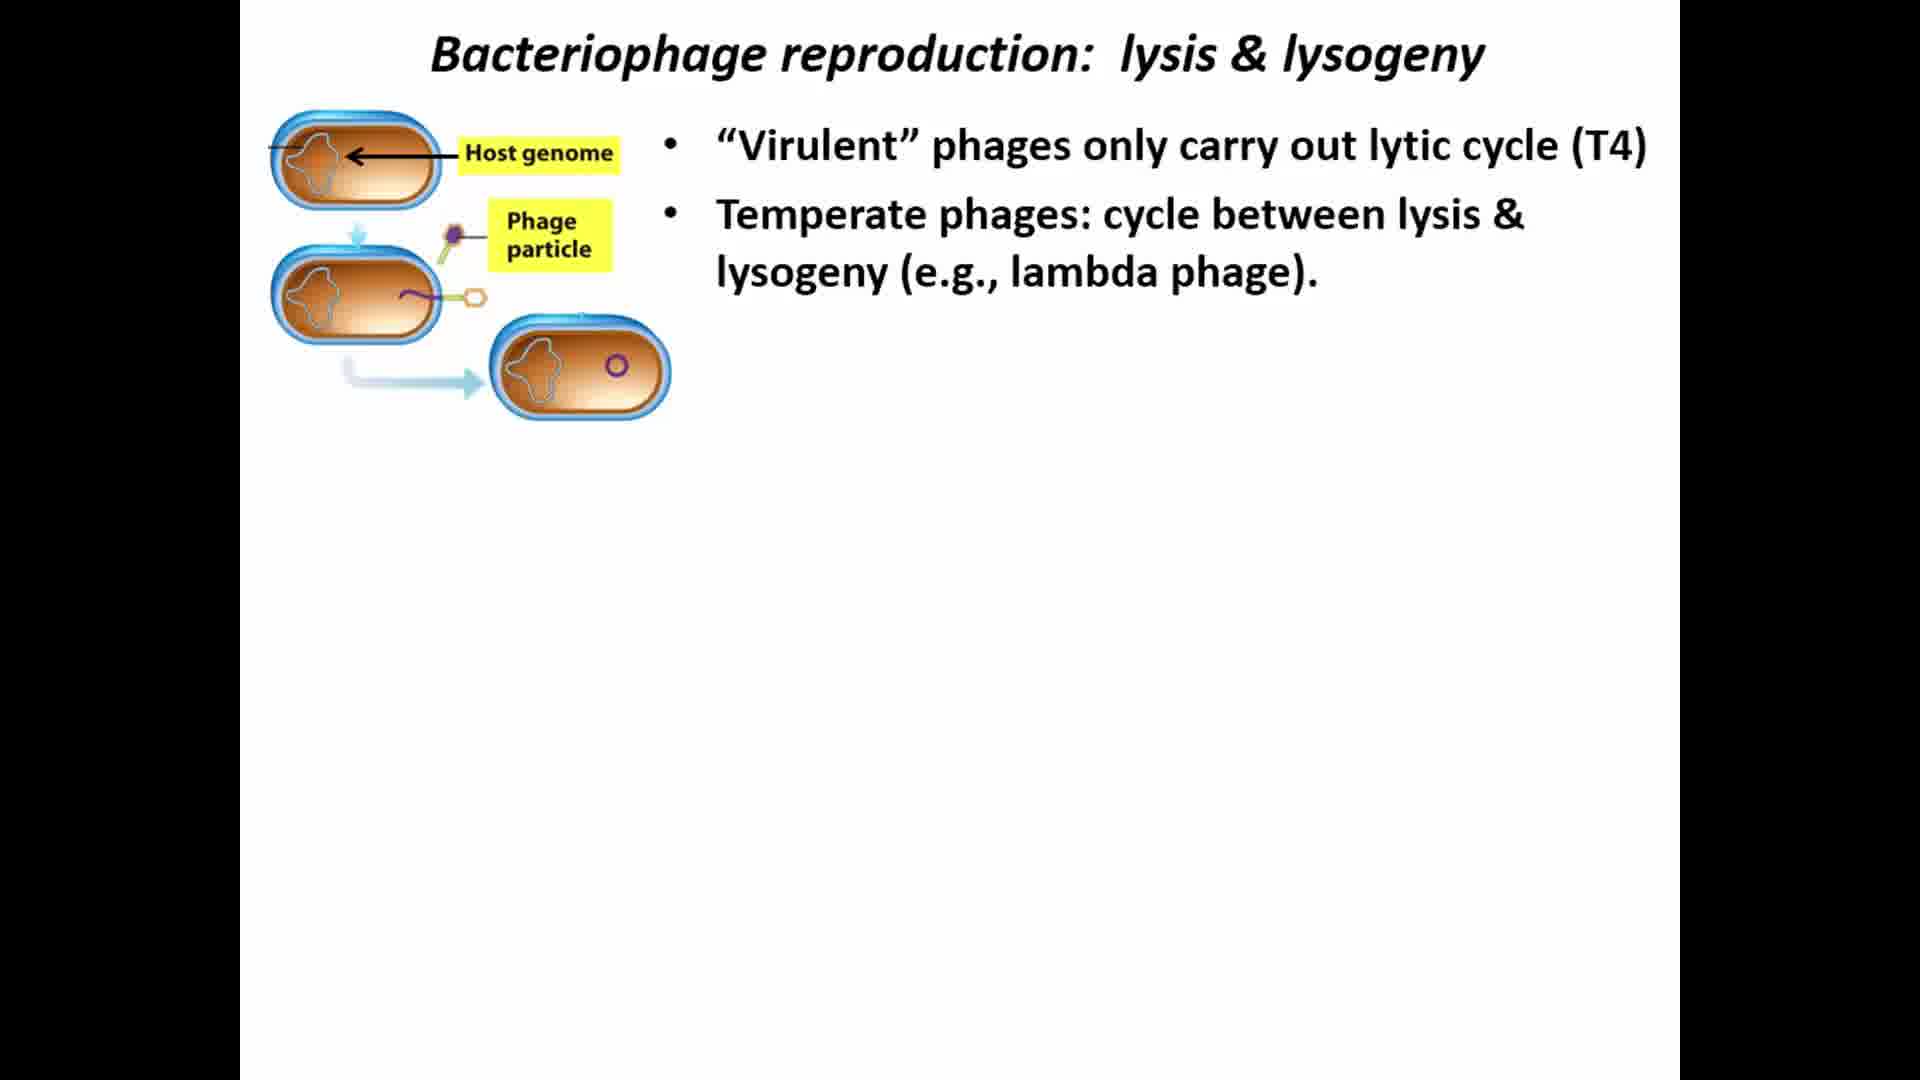 Bacteriophage reproduction: lysis & lysogeny
Host genome
Phage
particle
• “Virulent” phages only carry out lytic cycle (T4)
• Temperate phages: cycle between lysis &
lysogeny (e.g., lambda phage).